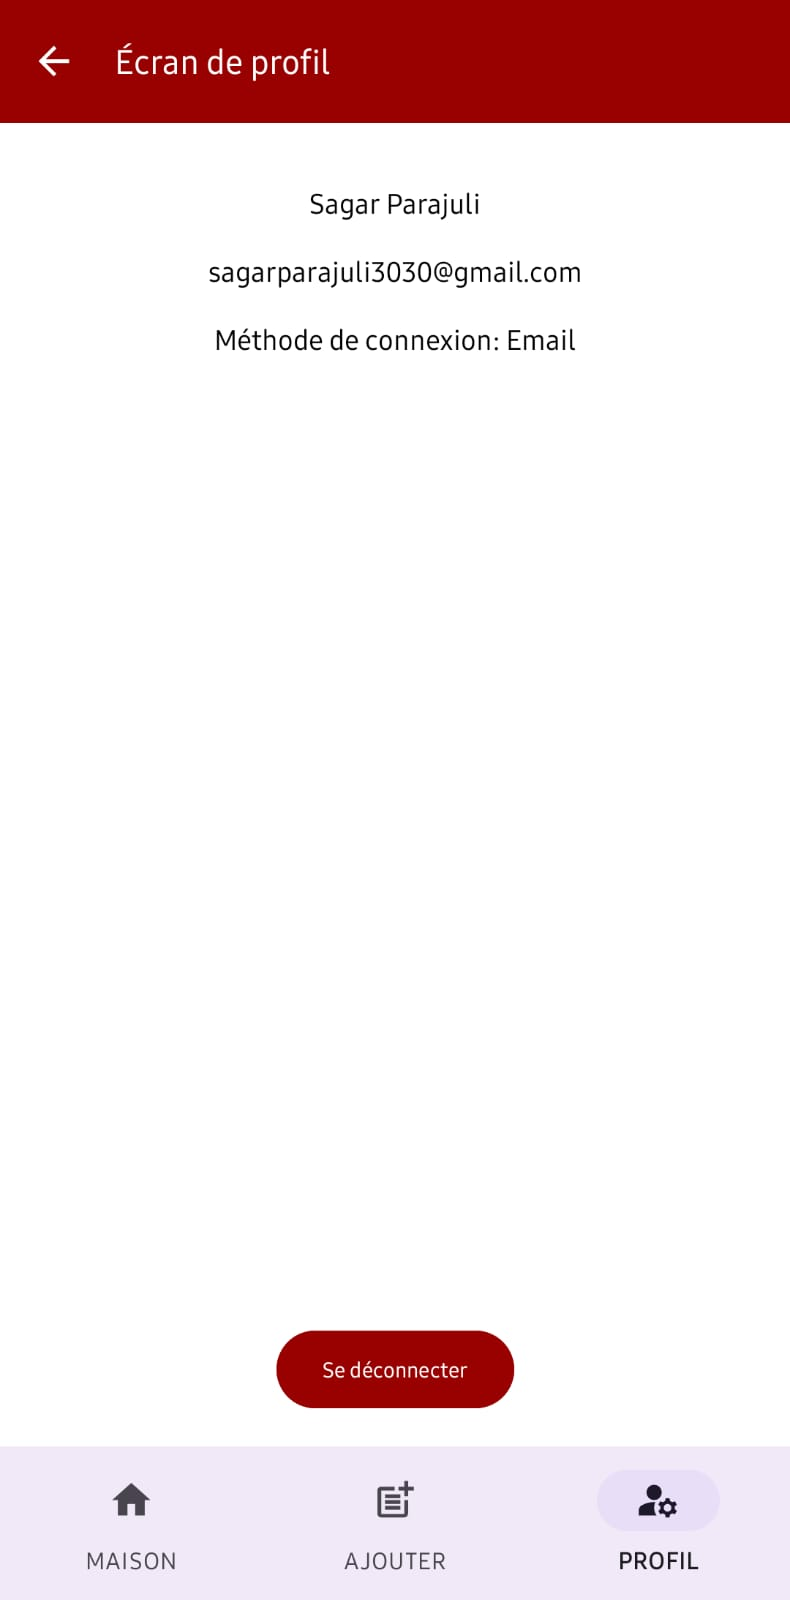 Écran de profil
Sagar Parajuli
sagarparajuli3030@gmail.com
Méthode de connexion: Email
Se déconnecter
MAISON
AJOUTER
PROFIL